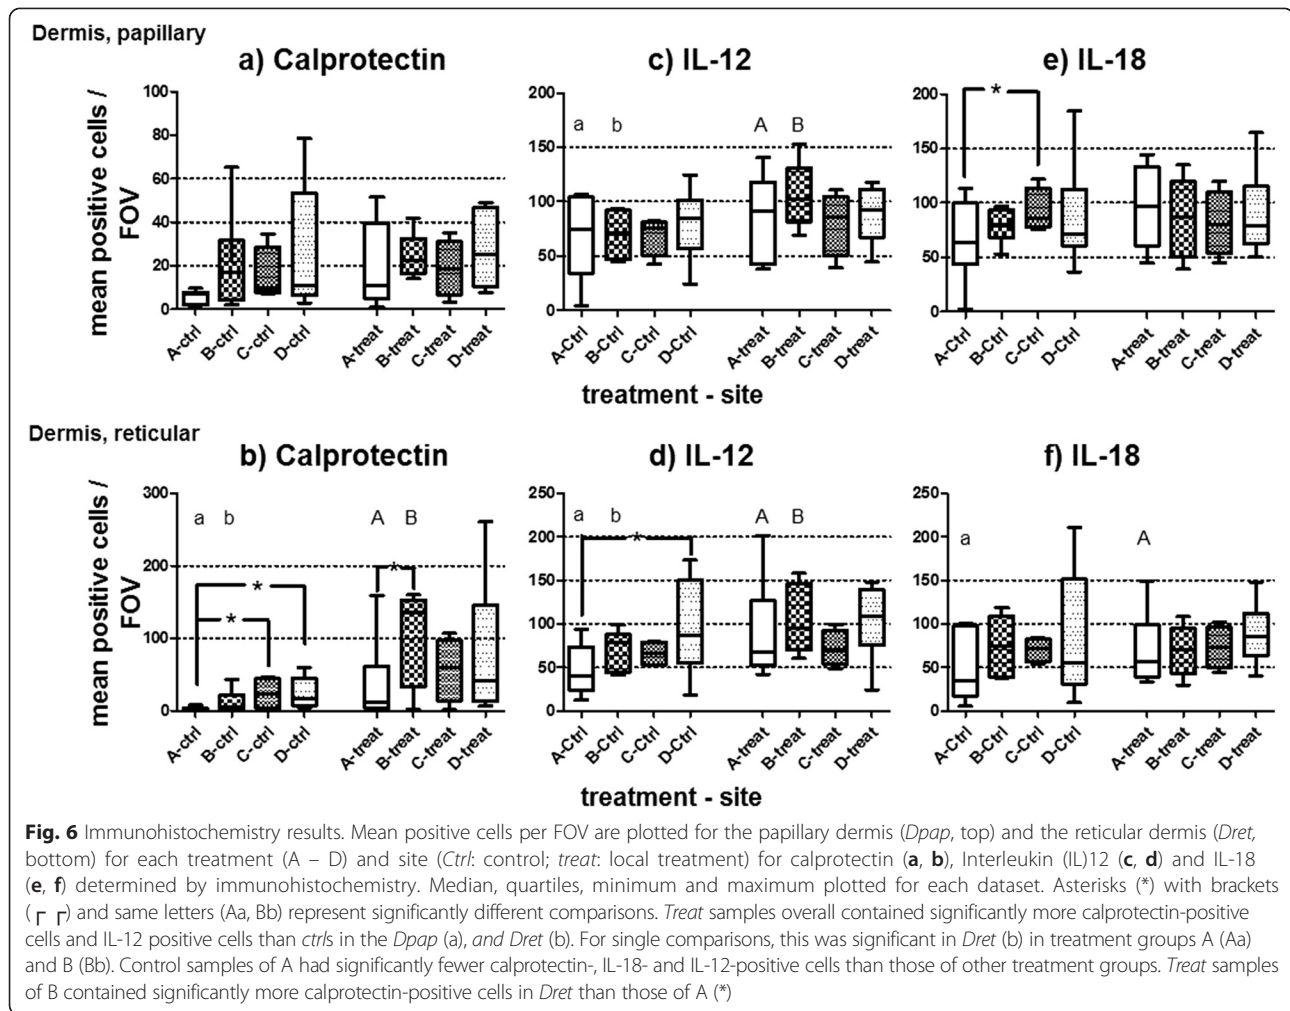 Dermis, papillary
a) Calprotectin
mean positive cells /
FOV
100
80
60
40
20
0
A-ctrl
B-ctrl
C-ctrl
D-ctrl
A-treat
B-treat
C-treat
D-treat
c) IL-12
200
150
100
50
0
a
b
A
B
A-Ctrl
B-Ctrl
C-Ctrl
D-Ctrl
A-treat
B-treat
C-treat
D-treat
e) IL-18
200
150
100
50
0
*
A-Ctrl
B-Ctrl
C-Ctrl
D-Ctrl
A-treat
B-treat
C-treat
D-treat
treatment - site
Dermis, reticular
b) Calprotectin
mean positive cells /
FOV
300
200
100
0
a
b
A
B
*
*
*
A-ctrl
B-ctrl
C-ctrl
D-ctrl
A-treat
B-treat
C-treat
D-treat
d) IL-12
250
200
150
100
50
0
a
b
A
B
*
A-Ctrl
B-Ctrl
C-Ctrl
D-Ctrl
A-treat
B-treat
C-treat
D-treat
f) IL-18
250
200
150
100
50
0
a
A
A-Ctrl
B-Ctrl
C-Ctrl
D-Ctrl
A-treat
B-treat
C-treat
D-treat
treatment - site
Fig. 6 Immunohistochemistry results. Mean positive cells per FOV are plotted for the papillary dermis (Dpap, top) and the reticular dermis (Dret,
bottom) for each treatment (A – D) and site (Ctrl: control; treat: local treatment) for calprotectin (a, b), Interleukin (IL)12 (c, d) and IL-18
(e, f) determined by immunohistochemistry. Median, quartiles, minimum and maximum plotted for each dataset. Asterisks (*) with brackets
(┌ ┌) and same letters (Aa, Bb) represent significantly different comparisons. Treat samples overall contained significantly more calprotectin-positive
cells and IL-12 positive cells than ctrls in the Dpap (a), and Dret (b). For single comparisons, this was significant in Dret (b) in treatment groups A (Aa)
and B (Bb). Control samples of A had significantly fewer calprotectin-, IL-18- and IL-12-positive cells than those of other treatment groups. Treat samples
of B contained significantly more calprotectin-positive cells in Dret than those of A (*)